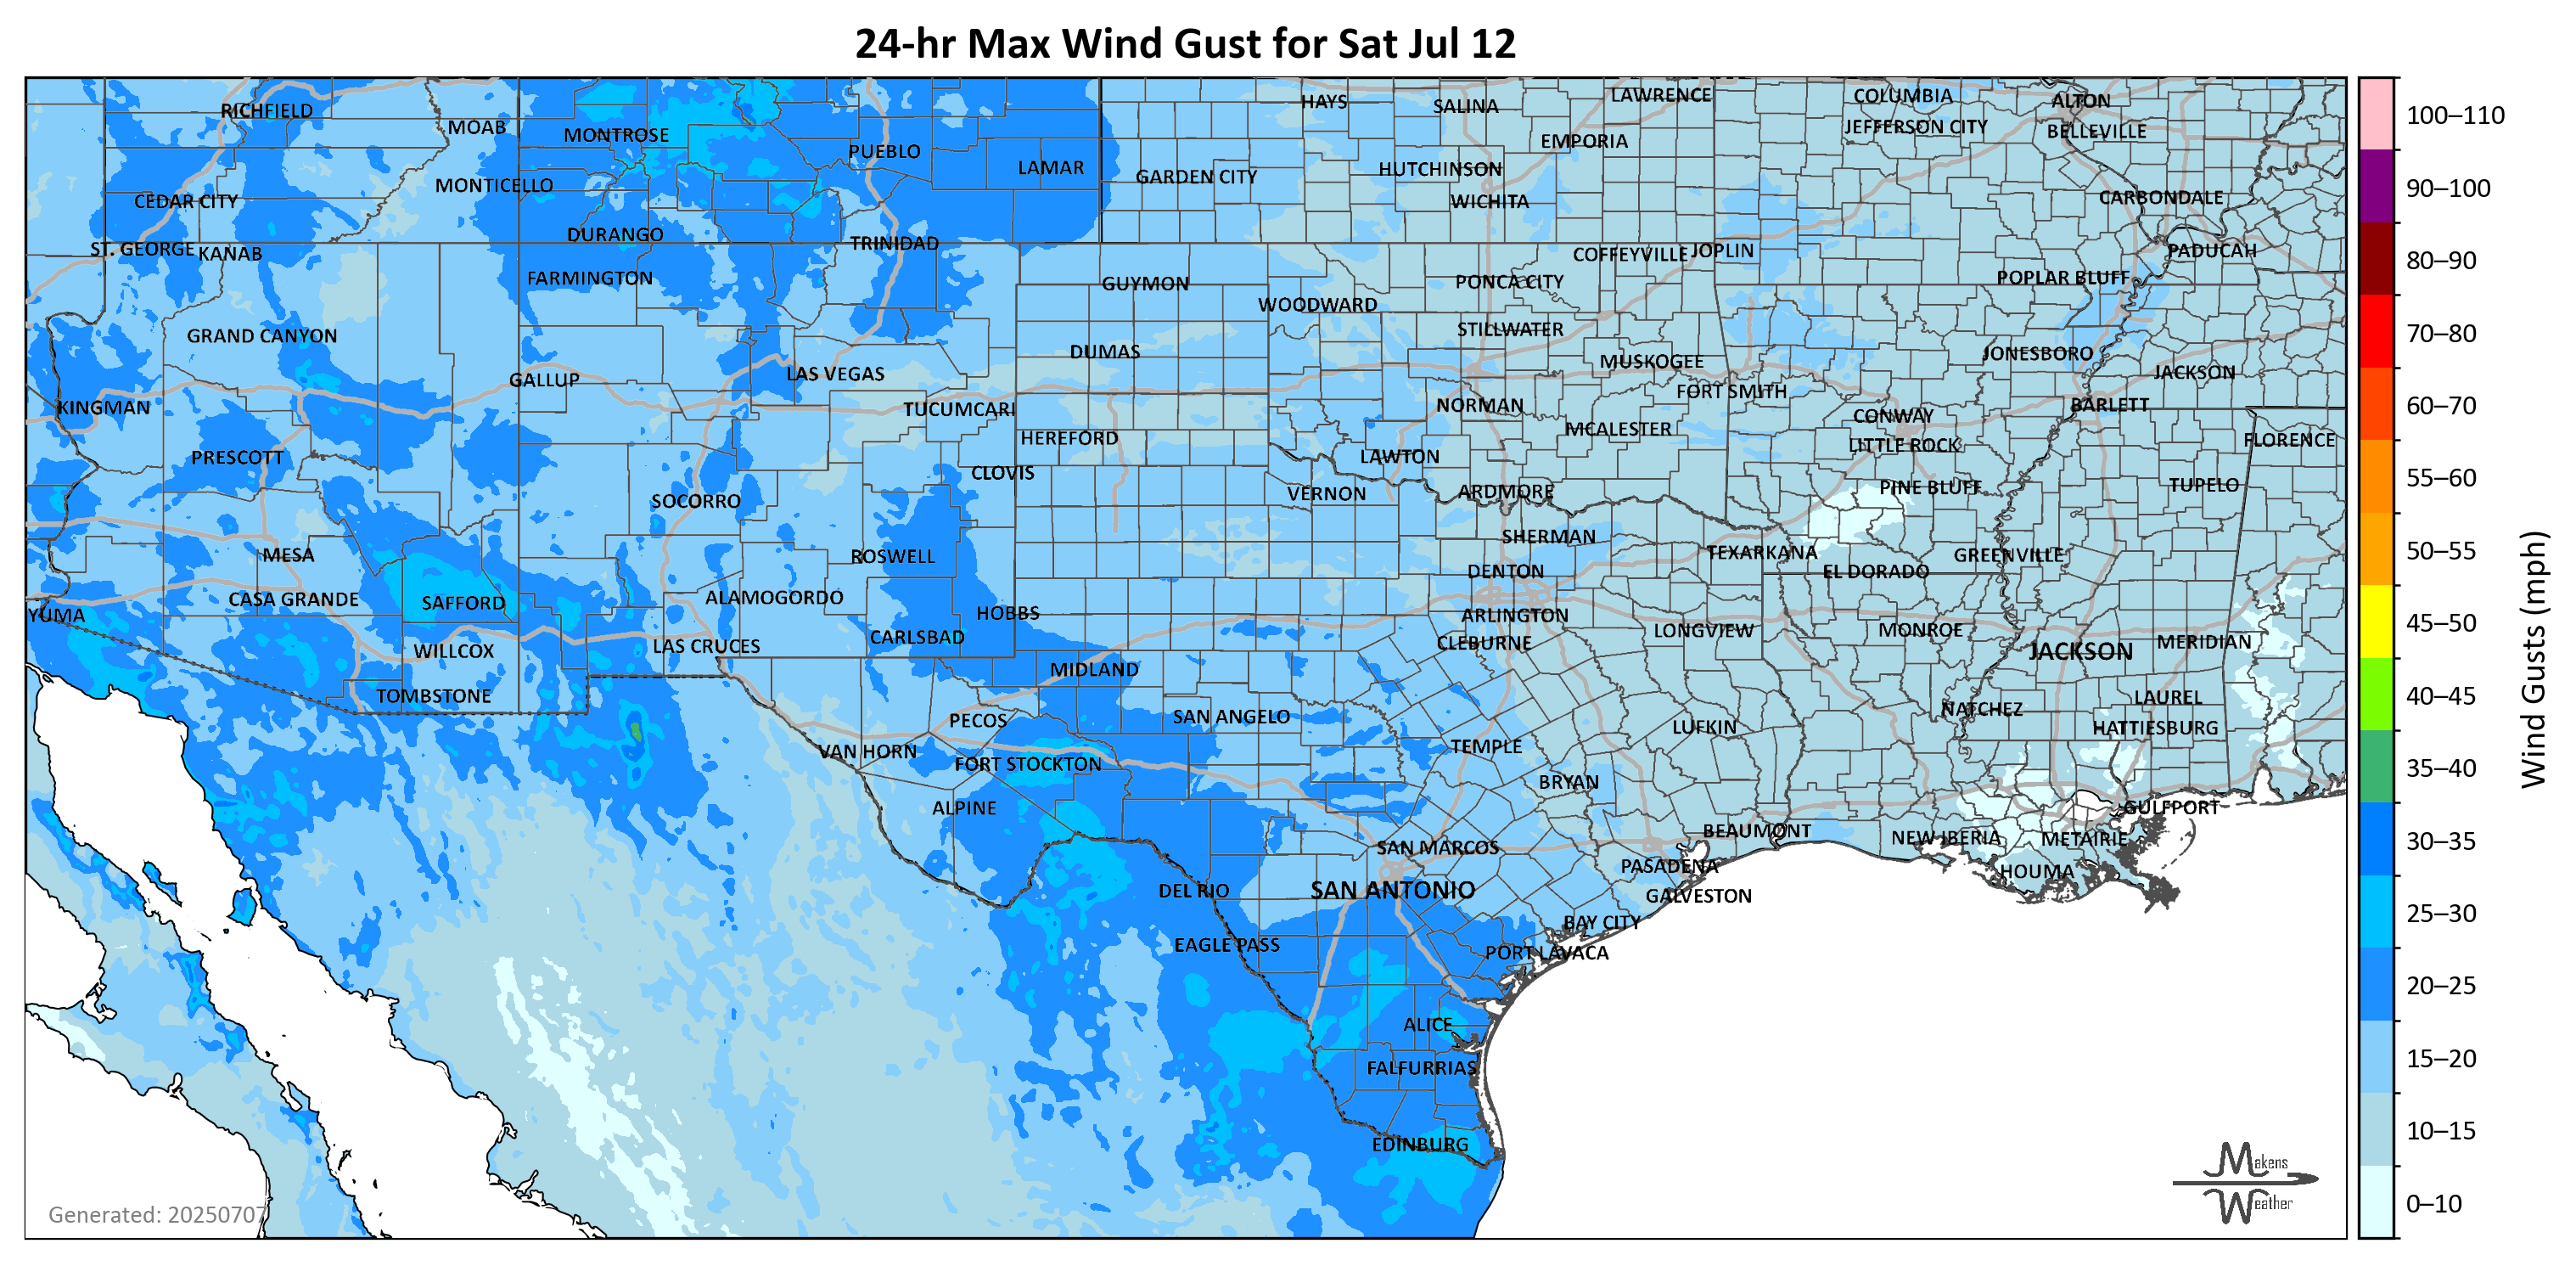 24-hr Max Wind Gust for Sat Jul 12
RICHFIELD
MOAB
MONTROSE
PUEBLO
LAMAR
HAYS
SALINA
LAWRENCE
COLUMBIA
ALTON
JEFFERSON CITY
BELLEVILLE
EMPORIA
GARDEN CITY
HUTCHINSON
WICHITA
MONTICELLO
CEDAR CITY
CARBONDALE
DURANGO
TRINIDAD
ST. GEORGE
KANAB
COFFEYVILLE
JOPLIN
PADUCAH
FARMINGTON
GUYMON
PONCA CITY
POPLAR BLUFF
WOODWARD
GRAND CANYON
STILLWATER
DUMAS
MUSKOGEE
JONESBORO
GALLUP
LAS VEGAS
FORT SMITH
JACKSON
KINGMAN
TUCUMCARI
NORMAN
CONWAY
BARLETT
HEREFORD
MCALESTER
LITTLE ROCK
FLORENCE
PRESCOTT
CLOVIS
LAWTON
SOCORRO
VERNON
ARDMORE
PINE BLUFF
TUPELO
MESA
ROSWELL
SHERMAN
TEXARKANA
GREENVILLE
DENTON
EL DORADO
CASA GRANDE
SAFFORD
ALAMOGORDO
HOBBS
ARLINGTON
YUMA
WILLCOX
LAS CRUCES
CARLSBAD
CLEBURNE
LONGVIEW
MONROE
JACKSON
MERIDIAN
TOMBSTONE
MIDLAND
LAUREL
PECOS
SAN ANGELO
LUFKIN
NATCHEZ
HATTIESBURG
VAN HORN
FORT STOCKTON
TEMPLE
BRYAN
ALPINE
GULFPORT
SAN MARCOS
BEAUMONT
NEW IBERIA
METAIRIE
DEL RIO
SAN ANTONIO
PASADENA
GALVESTON
HOUMA
BAY CITY
EAGLE PASS
PORT LAVACA
ALICE
FALFURRIAS
EDINBURG
Generated: 20250707
Makens
Weather
100–110
90–100
80–90
70–80
60–70
55–60
50–55
45–50
40–45
35–40
30–35
25–30
20–25
15–20
10–15
0–10
Wind Gusts (mph)